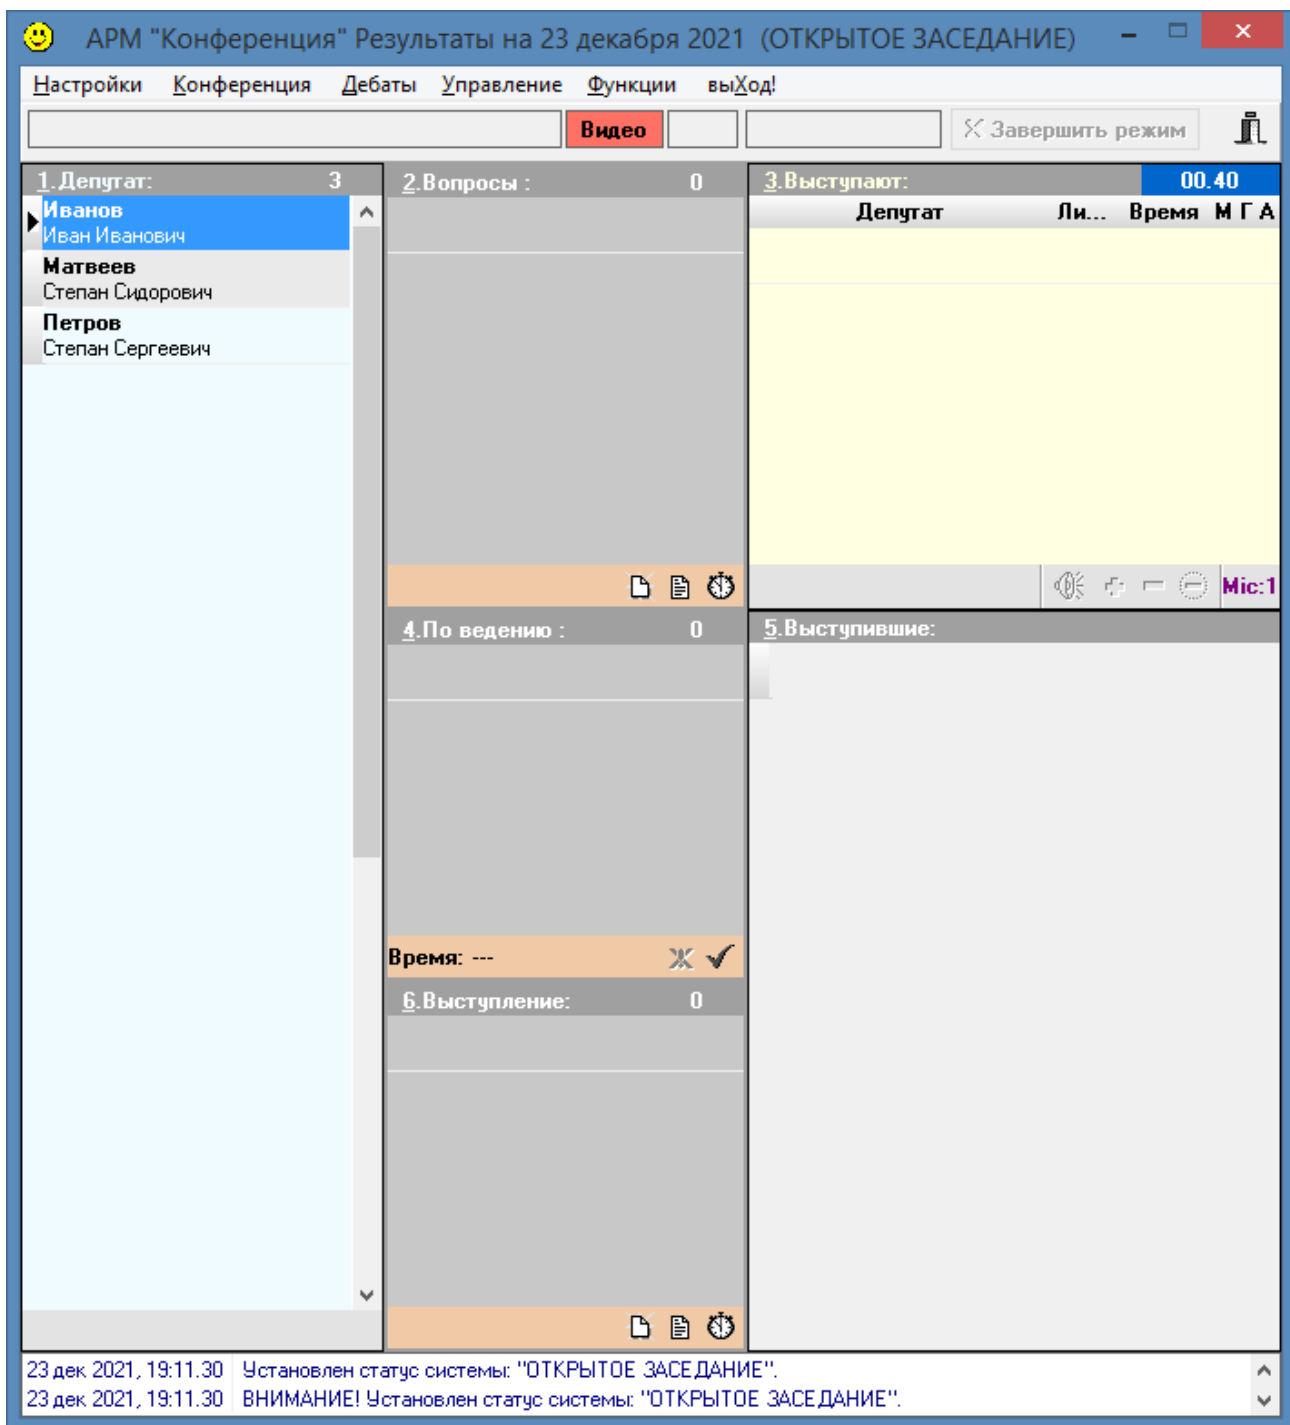 АРМ "Конференция" Результаты на 23 декабря 2021 (ОТКРЫТОЕ ЗАСЕДАНИЕ)
Настройки Конференция Дебаты Управление Функции выХод!
Видео Завершить режим
1.Депутат: 3
Иванов
Иван Иванович
Матвеев
Степан Сидорович
Петров
Степан Сергеевич
2.Вопросы : 0
3.Выступают: 00.40
Депутат Ли... Время М Г А
Mic:1
4.По ведению : 0
Время: ---
5.Выступившие:
6.Выступление: 0
23 дек 2021, 19:11.30 Установлен статус системы: "ОТКРЫТОЕ ЗАСЕДАНИЕ".
23 дек 2021, 19:11.30 ВНИМАНИЕ! Установлен статус системы: "ОТКРЫТОЕ ЗАСЕДАНИЕ".